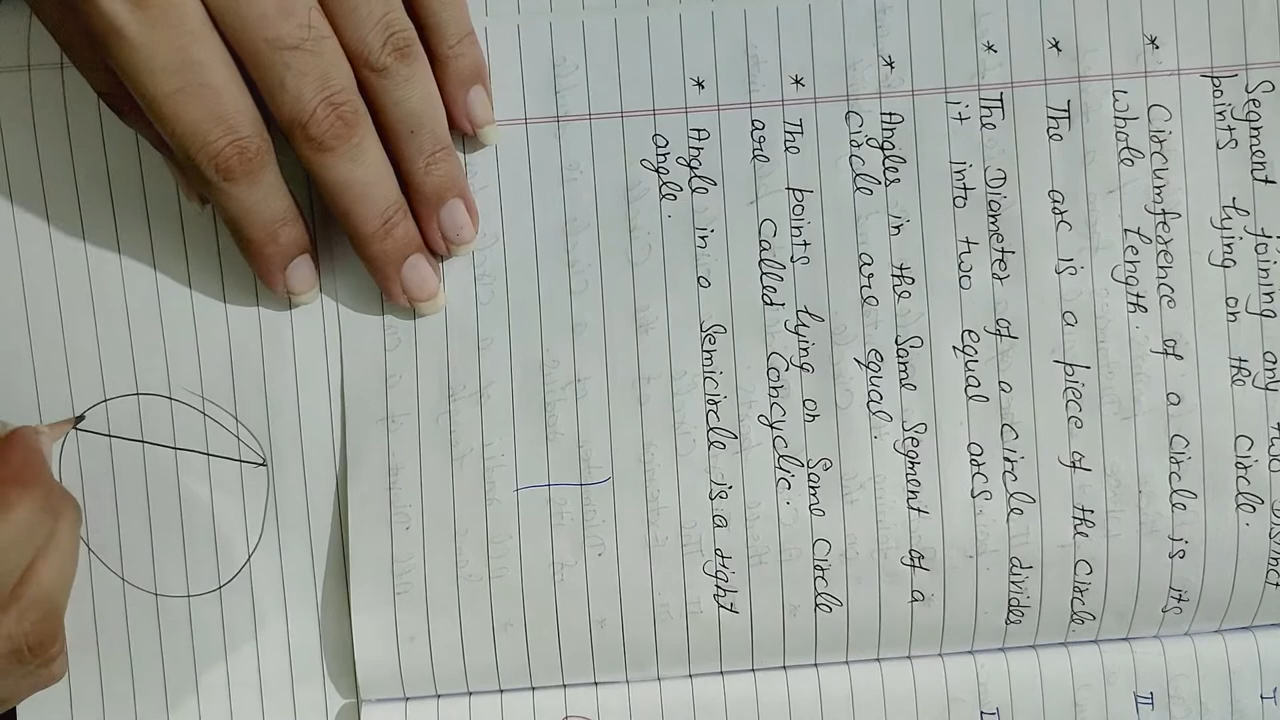 Segment joining any two distinct
points lying on the circle.
* Circumference of a circle is its
whole length.
* The arc is a piece of the circle.
* The Diameter of a circle divides
it into two equal arcs.
* Angles in the Same Segment of a
circle are equal.
* The points lying on Same circle
are called Concyclic.
* Angle in a Semicircle is a right
angle.
I
II
I